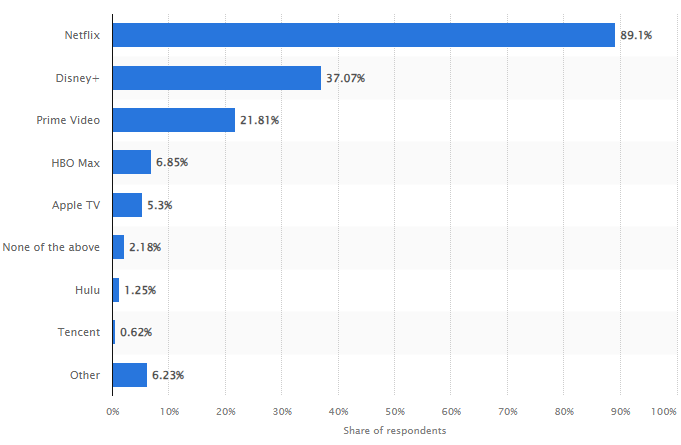 Netflix 89.1%
Disney+ 37.07%
Prime Video 21.81%
HBO Max 6.85%
Apple TV 5.3%
None of the above 2.18%
Hulu 1.25%
Tencent 0.62%
Other 6.23%
0% 10% 20% 30% 40% 50% 60% 70% 80% 90% 100%
Share of respondents